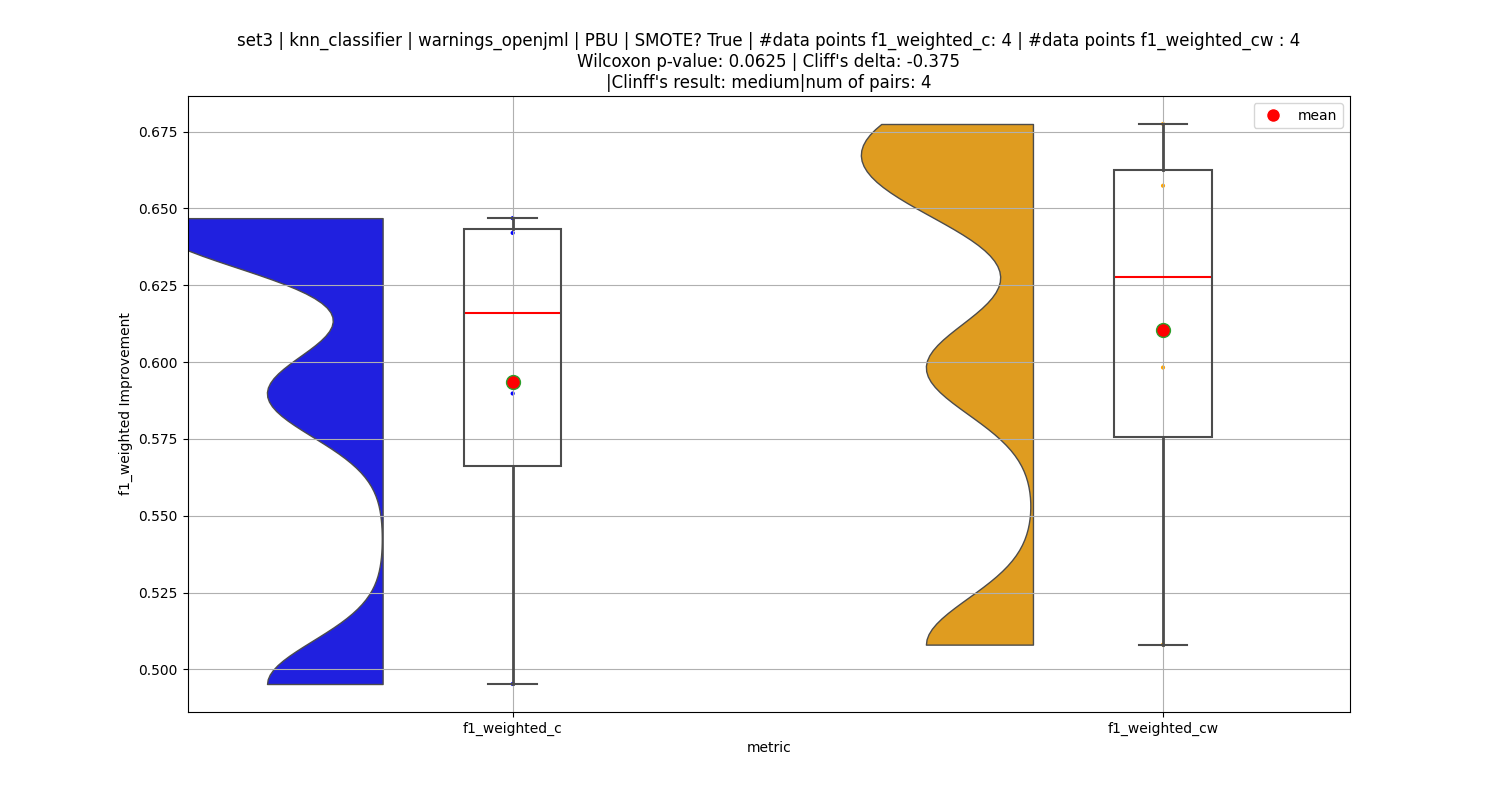 set3 | knn_classifier | warnings_openjml | PBU | SMOTE? True | #data points f1_weighted_c: 4 | #data points f1_weighted_cw : 4
Wilcoxon p-value: 0.0625 | Cliff's delta: -0.375
|Clinff's result: medium|num of pairs: 4
mean
f1_weighted Improvement
0.675
0.650
0.625
0.600
0.575
0.550
0.525
0.500
f1_weighted_c
f1_weighted_cw
metric